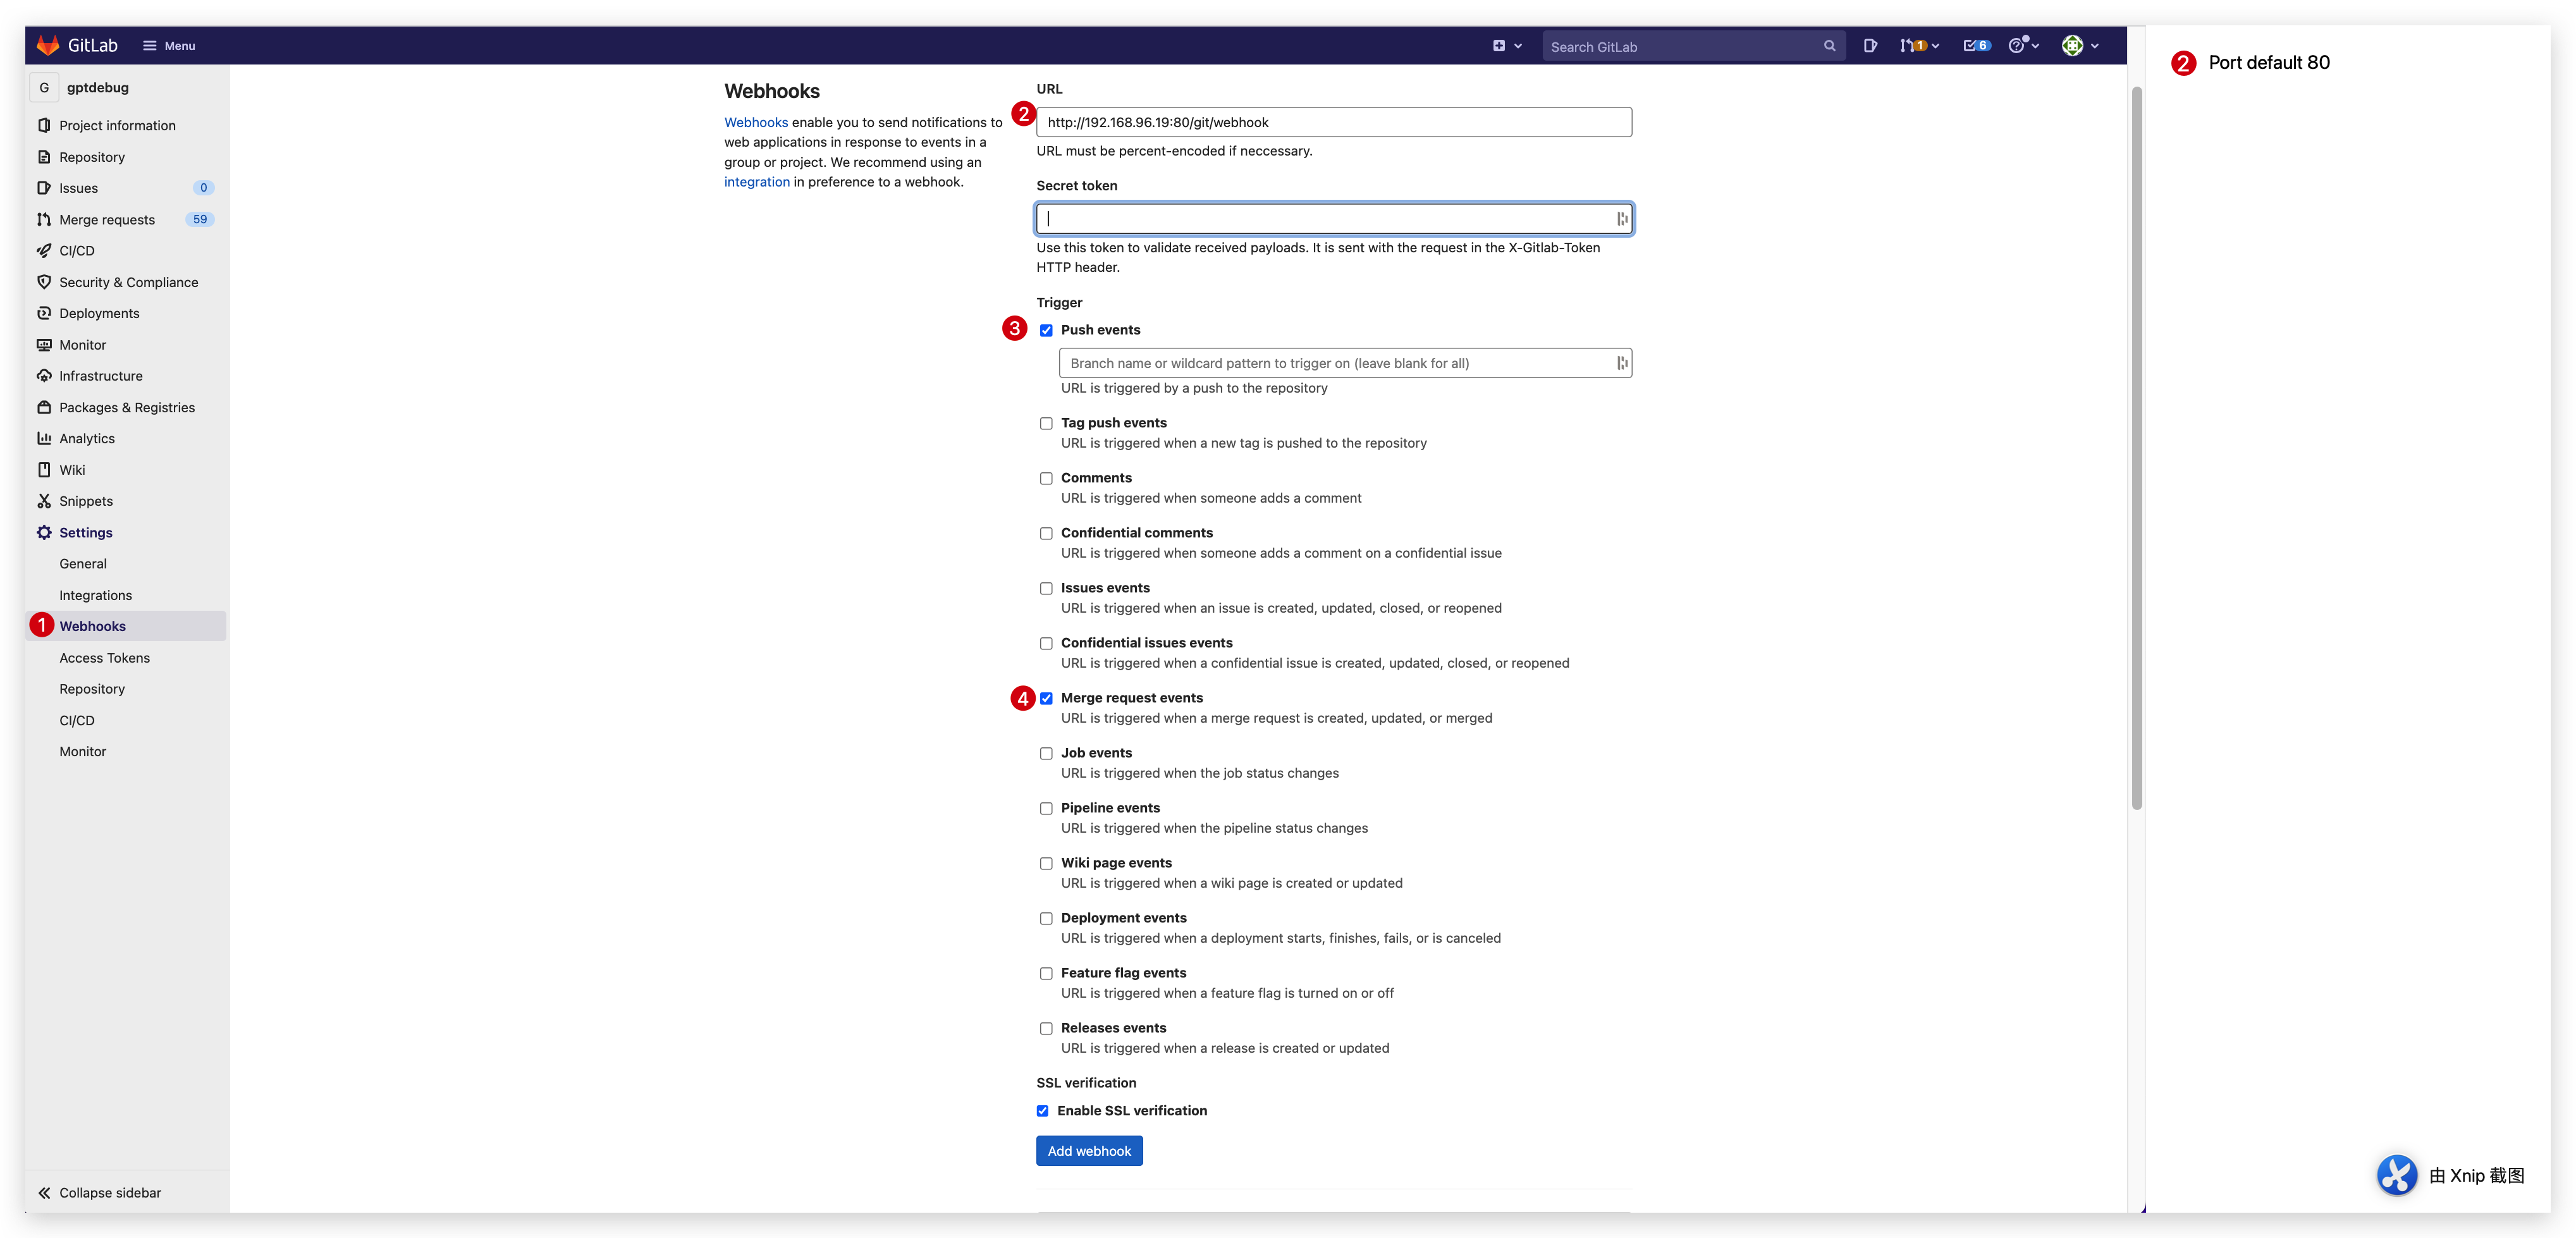 GitLab
Menu
Search GitLab
1
6
G gptdebug
Project information
Repository
Issues 0
Merge requests 59
CI/CD
Security & Compliance
Deployments
Monitor
Infrastructure
Packages & Registries
Analytics
Wiki
Snippets
Settings
General
Integrations
1 Webhooks
Access Tokens
Repository
CI/CD
Monitor
Collapse sidebar
Webhooks
Webhooks enable you to send notifications to
web applications in response to events in a
group or project. We recommend using an
integration in preference to a webhook.
URL
2 http://192.168.96.19:80/git/webhook
URL must be percent-encoded if neccessary.
Secret token
Use this token to validate received payloads. It is sent with the request in the X-Gitlab-Token
HTTP header.
Trigger
3 Push events
Branch name or wildcard pattern to trigger on (leave blank for all)
URL is triggered by a push to the repository
Tag push events
URL is triggered when a new tag is pushed to the repository
Comments
URL is triggered when someone adds a comment
Confidential comments
URL is triggered when someone adds a comment on a confidential issue
Issues events
URL is triggered when an issue is created, updated, closed, or reopened
Confidential issues events
URL is triggered when a confidential issue is created, updated, closed, or reopened
4 Merge request events
URL is triggered when a merge request is created, updated, or merged
Job events
URL is triggered when the job status changes
Pipeline events
URL is triggered when the pipeline status changes
Wiki page events
URL is triggered when a wiki page is created or updated
Deployment events
URL is triggered when a deployment starts, finishes, fails, or is canceled
Feature flag events
URL is triggered when a feature flag is turned on or off
Releases events
URL is triggered when a release is created or updated
SSL verification
Enable SSL verification
Add webhook
2 Port default 80
由 Xnip 截图